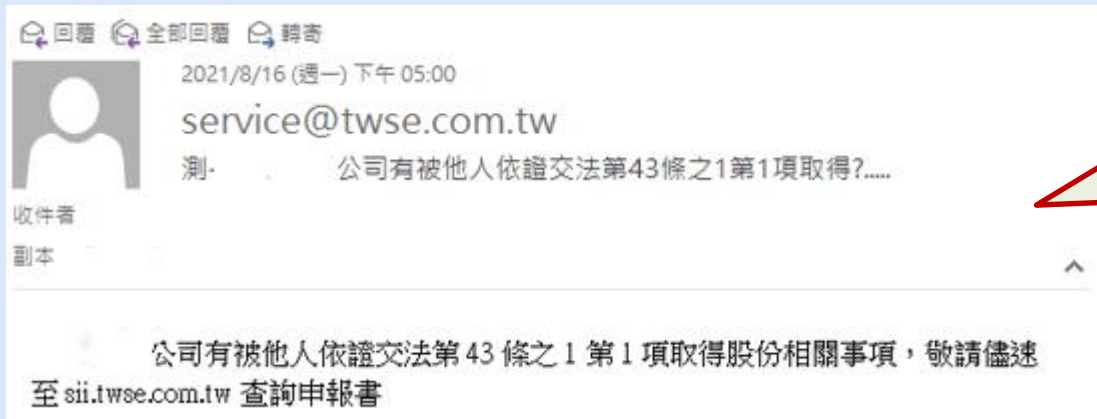 回覆 全部回覆 轉寄
2021/8/16 (週一) 下午 05:00
service@twse.com.tw
測- 公司有被他人依證交法第43條之1第1項取得?.....
收件者
副本
公司有被他人依證交法第 43 條之 1 第 1 項取得股份相關事項，敬請儘速
至 sii.twse.com.tw 查詢申報書